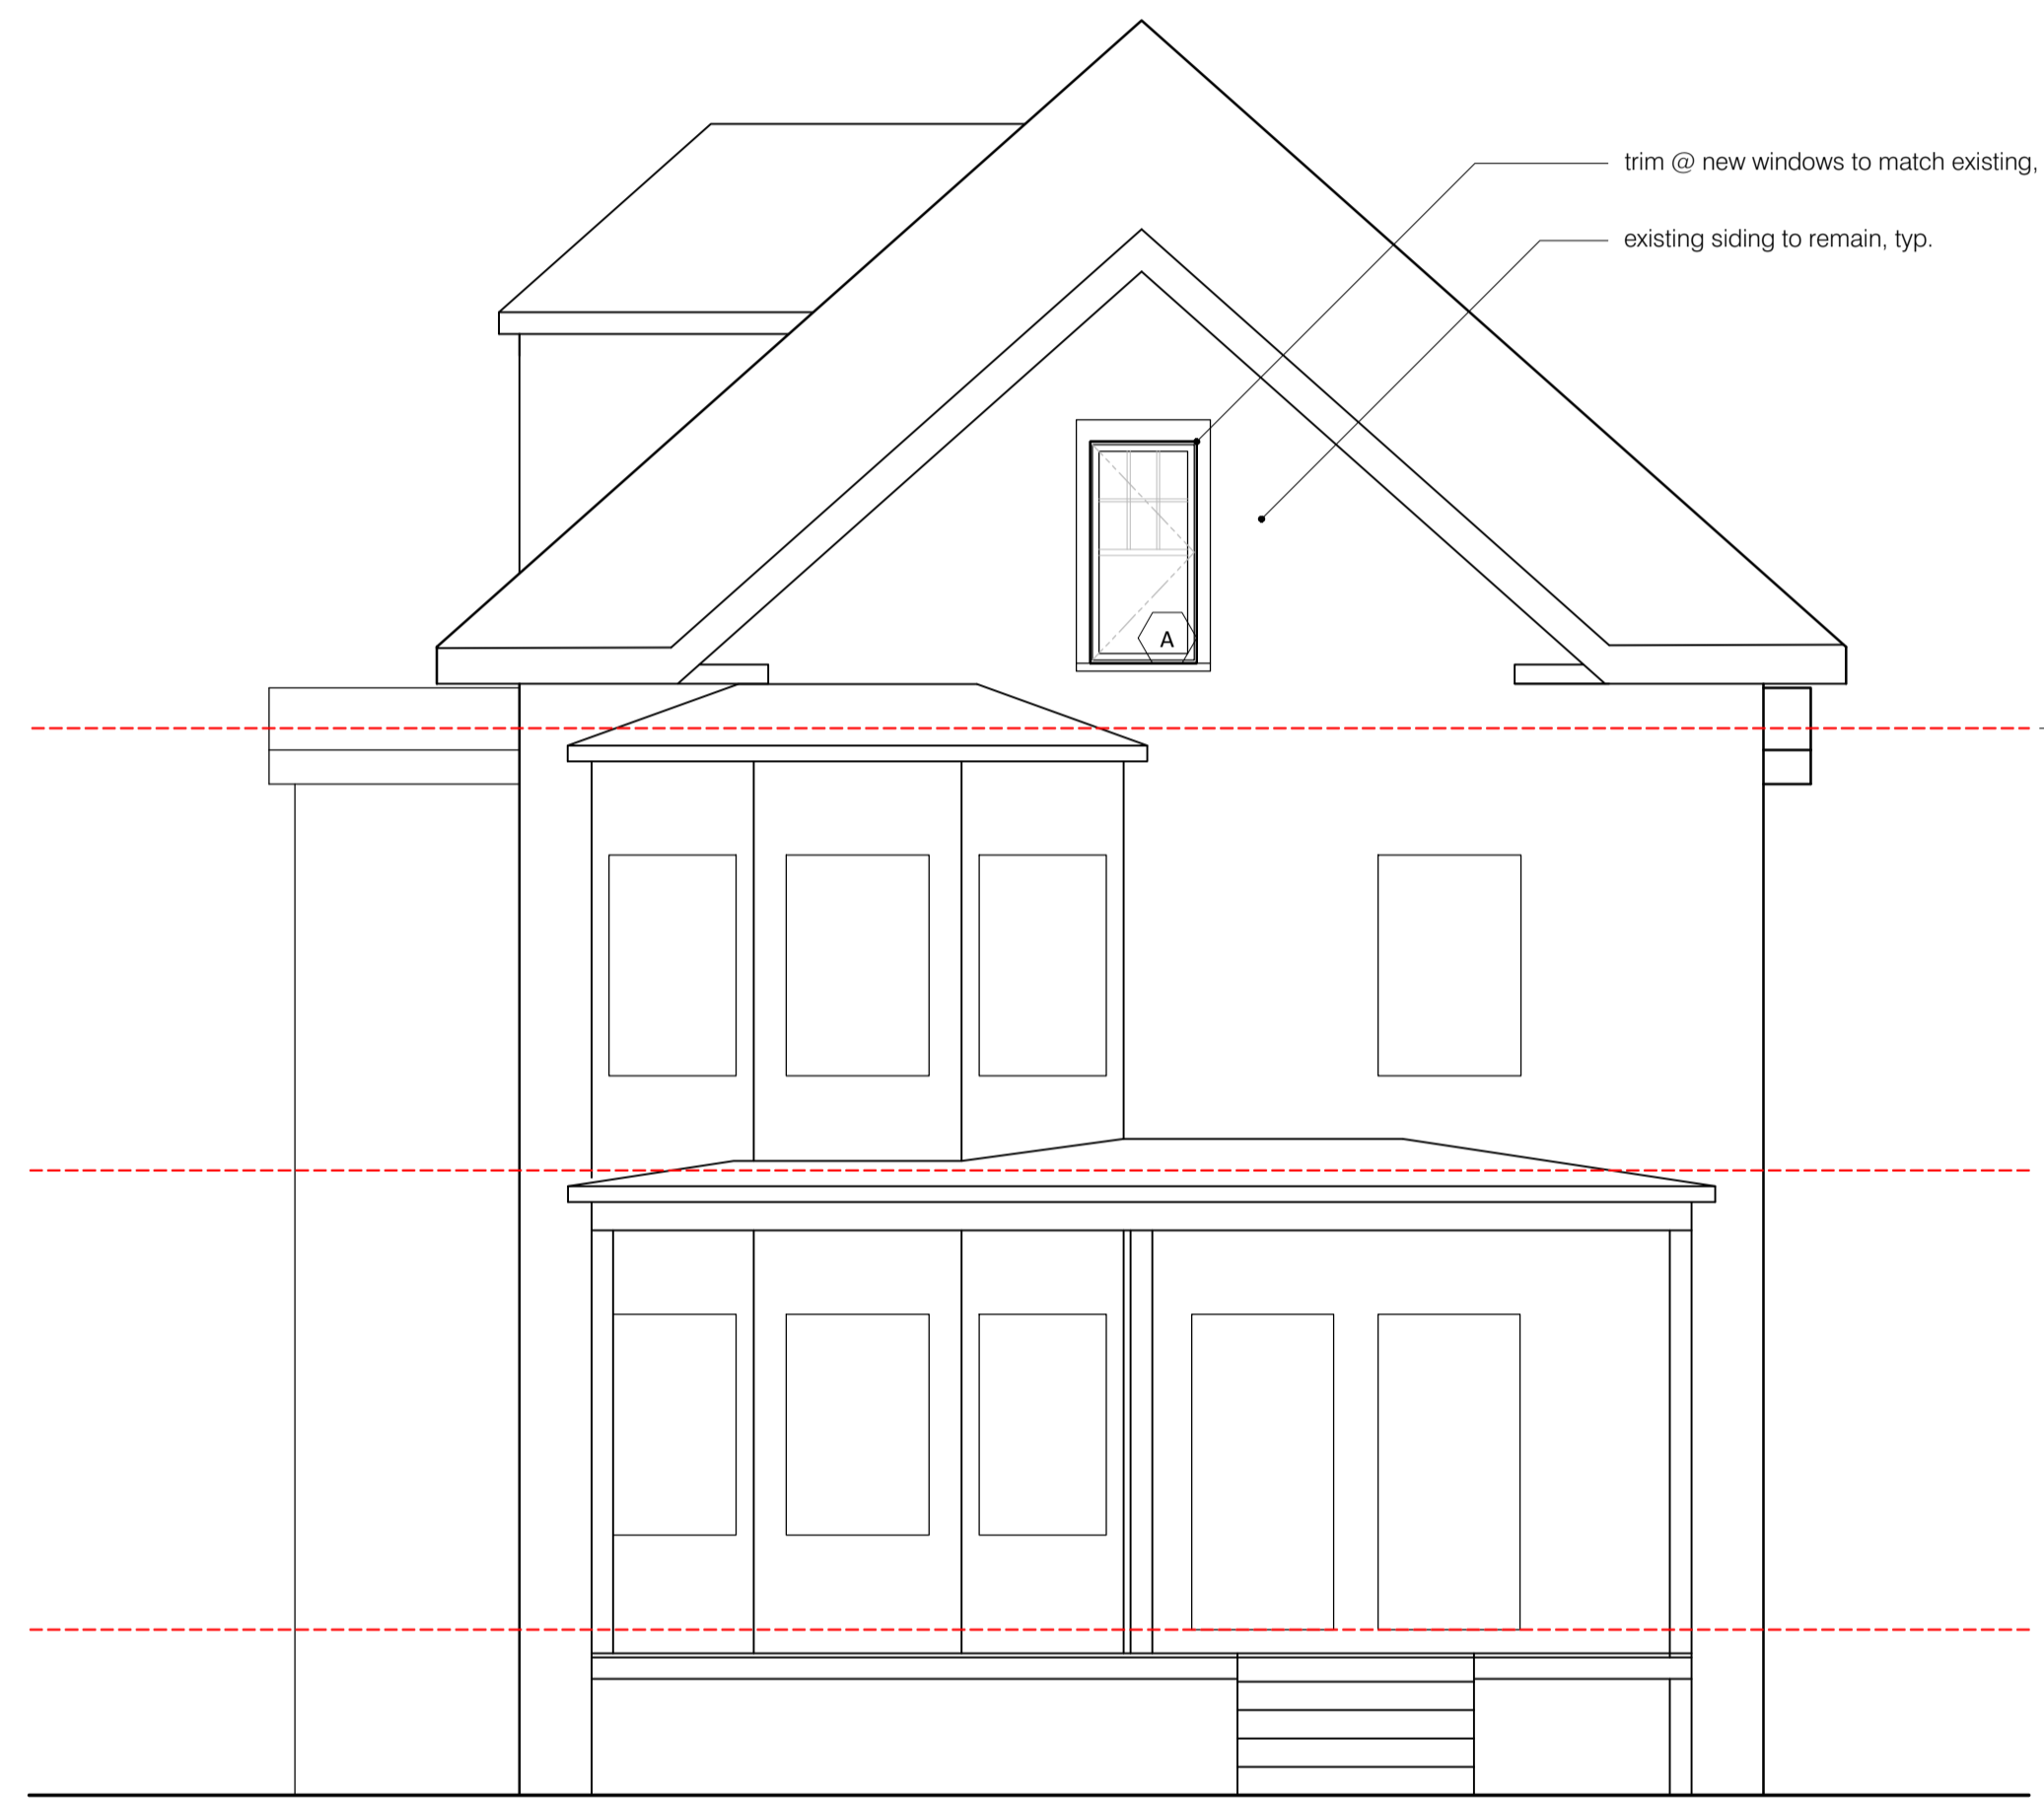 trim @ new windows to match existing,
existing siding to remain, typ.
A